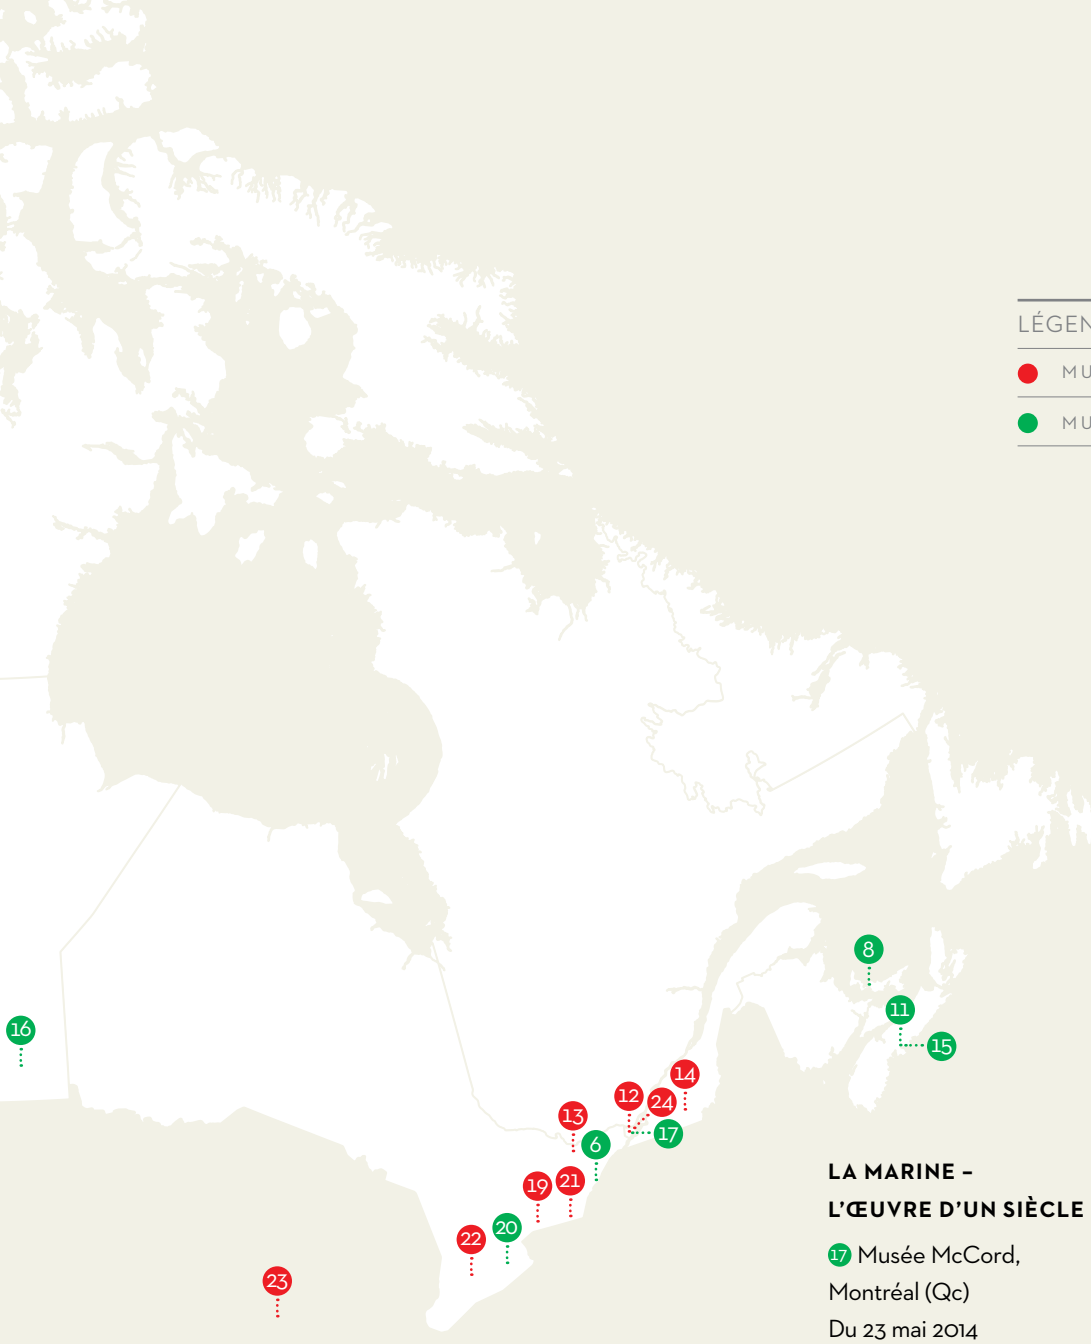 LÉGEN
MU
MU
8
11
16
15
14
12
24
13
17
6
21
19
20
22
23
LA MARINE –
L'ŒUVRE D'UN SIÈCLE
17 Musée McCord,
Montréal (Qc)
Du 23 mai 2014